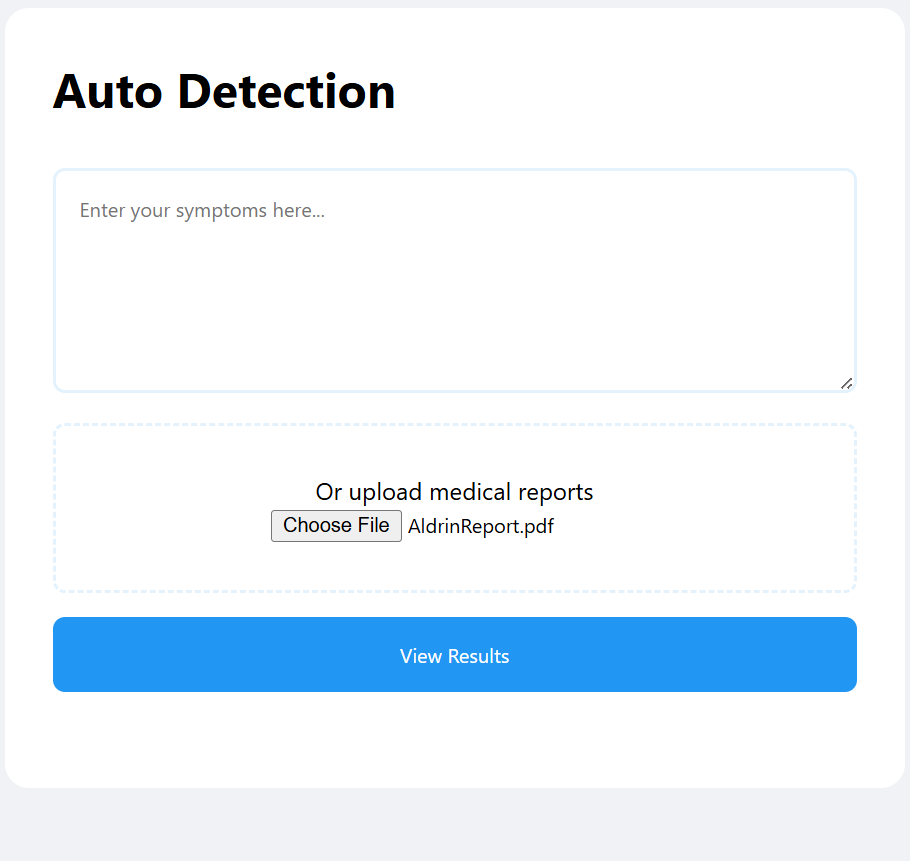 Auto Detection
Enter your symptoms here...
Or upload medical reports
Choose File AldrinReport.pdf
View Results